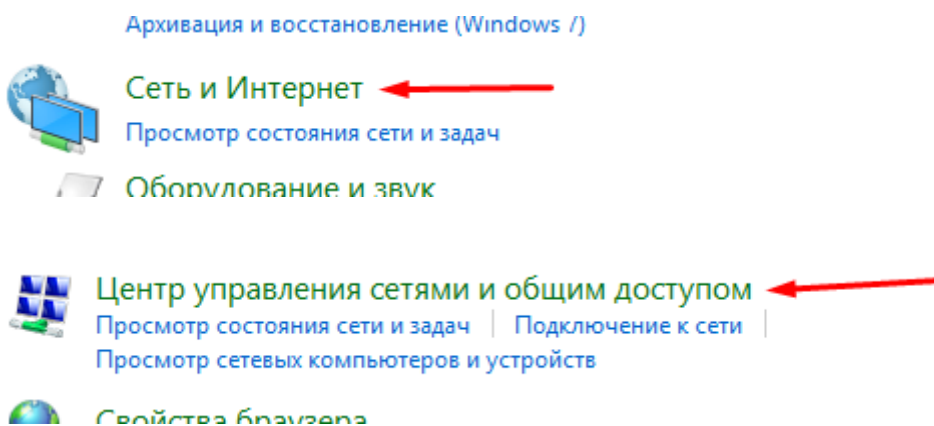 Архивация и восстановление (Windows 7)
Сеть и Интернет
Просмотр состояния сети и задач
Оборудование и звук
Центр управления сетями и общим доступом
Просмотр состояния сети и задач Подключение к сети
Просмотр сетевых компьютеров и устройств
Свойства браузера